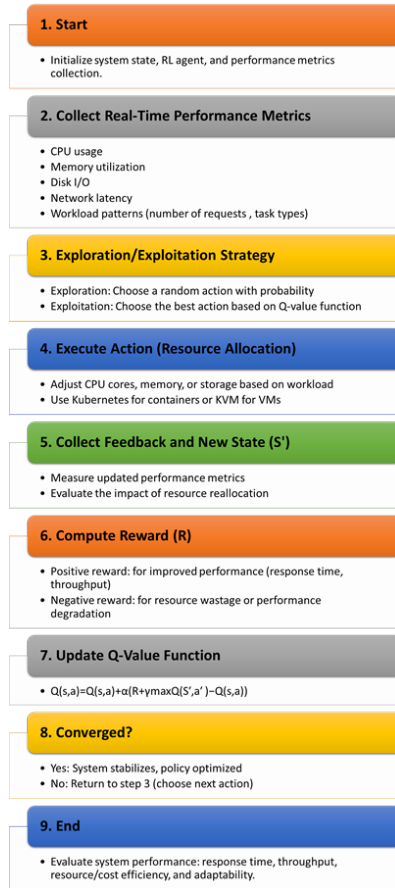 1. Start
• Initialize system state, RL agent, and performance metrics
collection.
2. Collect Real-Time Performance Metrics
• CPU usage
• Memory utilization
• Disk I/O
• Network latency
• Workload patterns (number of requests , task types)
3. Exploration/Exploitation Strategy
• Exploration: Choose a random action with probability
• Exploitation: Choose the best action based on Q-value function
4. Execute Action (Resource Allocation)
• Adjust CPU cores, memory, or storage based on workload
• Use Kubernetes for containers or KVM for VMs
5. Collect Feedback and New State (S')
• Measure updated performance metrics
• Evaluate the impact of resource reallocation
6. Compute Reward (R)
• Positive reward: for improved performance (response time,
throughput)
• Negative reward: for resource wastage or performance
degradation
7. Update Q-Value Function
• Q(s,a)=Q(s,a)+α(R+γmaxQ(S′,a′ )−Q(s,a))
8. Converged?
• Yes: System stabilizes, policy optimized
• No: Return to step 3 (choose next action)
9. End
• Evaluate system performance: response time, throughput,
resource/cost efficiency, and adaptability.